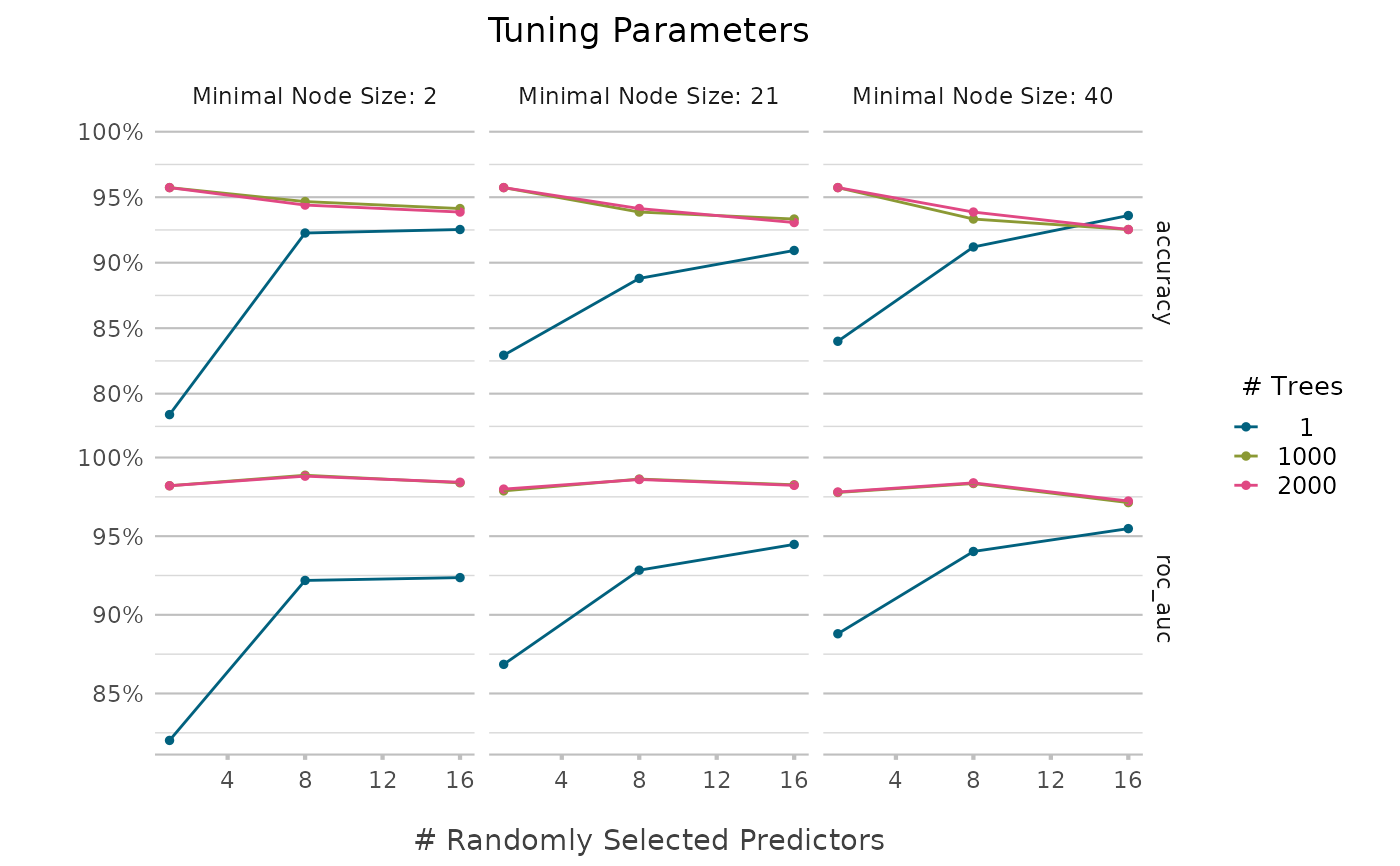 Tuning Parameters
Minimal Node Size: 2
Minimal Node Size: 21
Minimal Node Size: 40
100%
95%
90%
85%
80%
accuracy
100%
95%
90%
85%
roc_auc
4 8 12 16
4 8 12 16
4 8 12 16
# Randomly Selected Predictors
# Trees
1
1000
2000